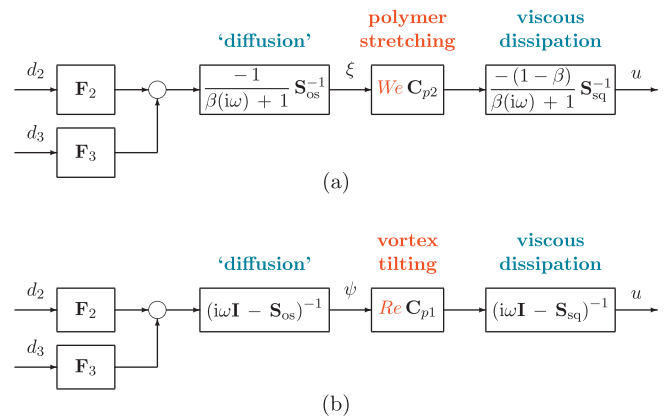 polymer
viscous
‘diffusion’
stretching
dissipation
d₂
F₂
−1 / (β(iω) + 1) S_os⁻¹
ξ
We C_p2
−(1 − β) / (β(iω) + 1) S_sq⁻¹
u
d₃
F₃
(a)
vortex
viscous
‘diffusion’
tilting
dissipation
d₂
F₂
(iωI − S_os)⁻¹
ψ
Re C_p1
(iωI − S_sq)⁻¹
u
d₃
F₃
(b)